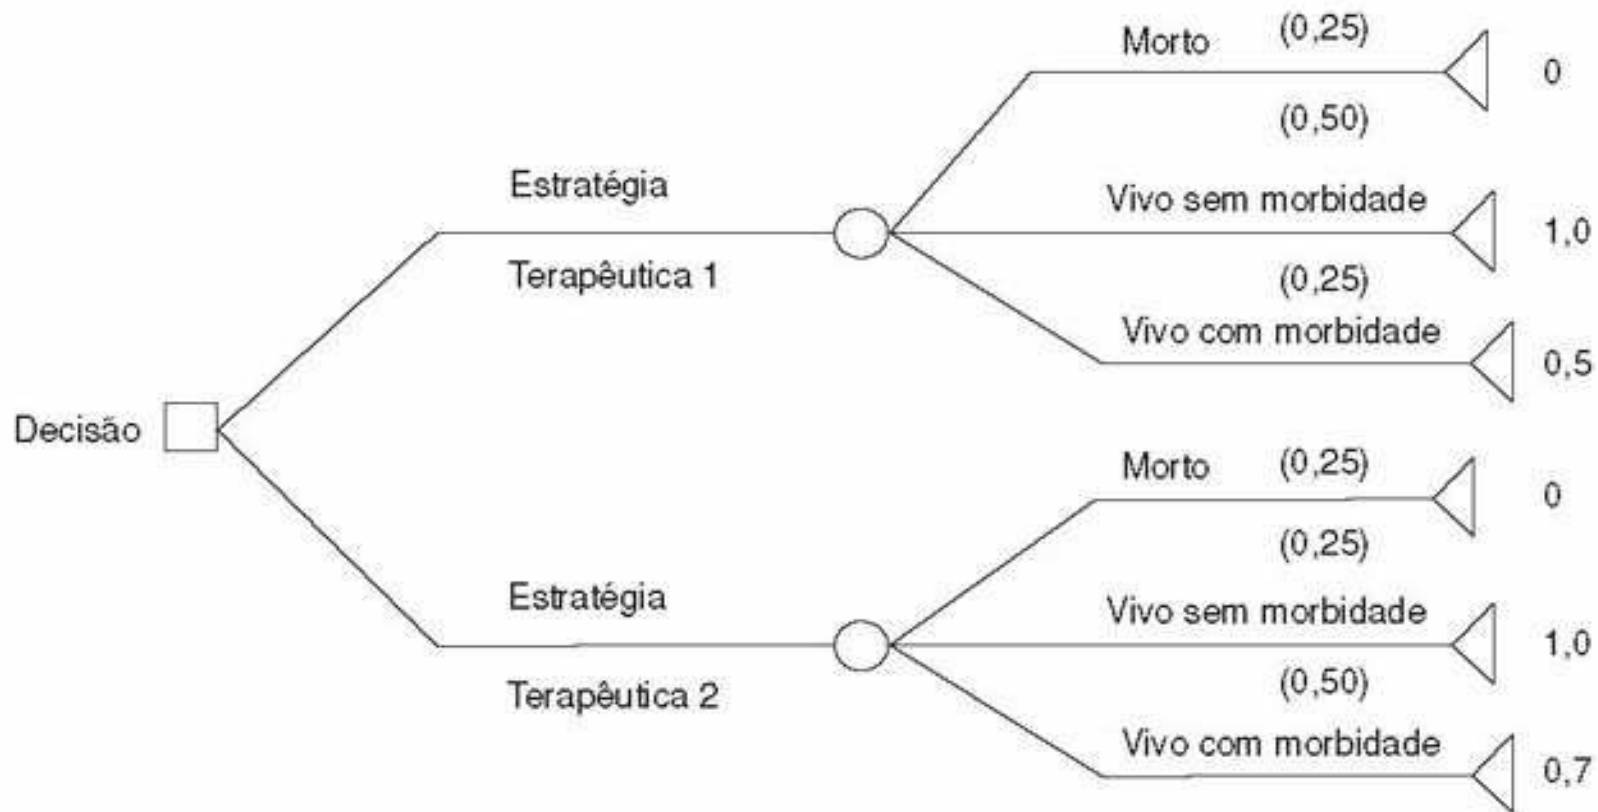 Morto (0,25)
0
(0,50)
Estratégia
Vivo sem morbidade
1,0
Terapêutica 1
(0,25)
Vivo com morbidade
0,5
Decisão
Morto (0,25)
0
(0,25)
Estratégia
Vivo sem morbidade
1,0
Terapêutica 2
(0,50)
Vivo com morbidade
0,7